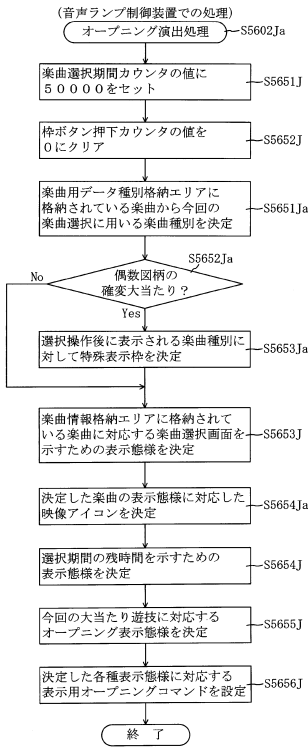 (音声ランプ制御装置での処理)
オープニング演出処理
S5602Ja
楽曲選択期間カウンタの値に
50000をセット
S5651J
枠ボタン押下カウンタの値を
0にクリア
S5652J
楽曲用データ種別格納エリアに
格納されている楽曲から今回の
楽曲選択に用いる楽曲種別を決定
S5651Ja
S5652Ja
偶数図柄の
確変大当たり?
No
Yes
選択操作後に表示される楽曲種別に
対して特殊表示枠を決定
S5653Ja
楽曲情報格納エリアに格納されて
いる楽曲に対応する楽曲選択画面を
示すための表示態様を決定
S5653J
決定した楽曲の表示態様に対応した
映像アイコンを決定
S5654Ja
選択期間の残時間を示すための
表示態様を決定
S5654J
今回の大当たり遊技に対応する
オープニング表示態様を決定
S5655J
決定した各種表示態様に対応する
表示用オープニングコマンドを設定
S5656J
終 了